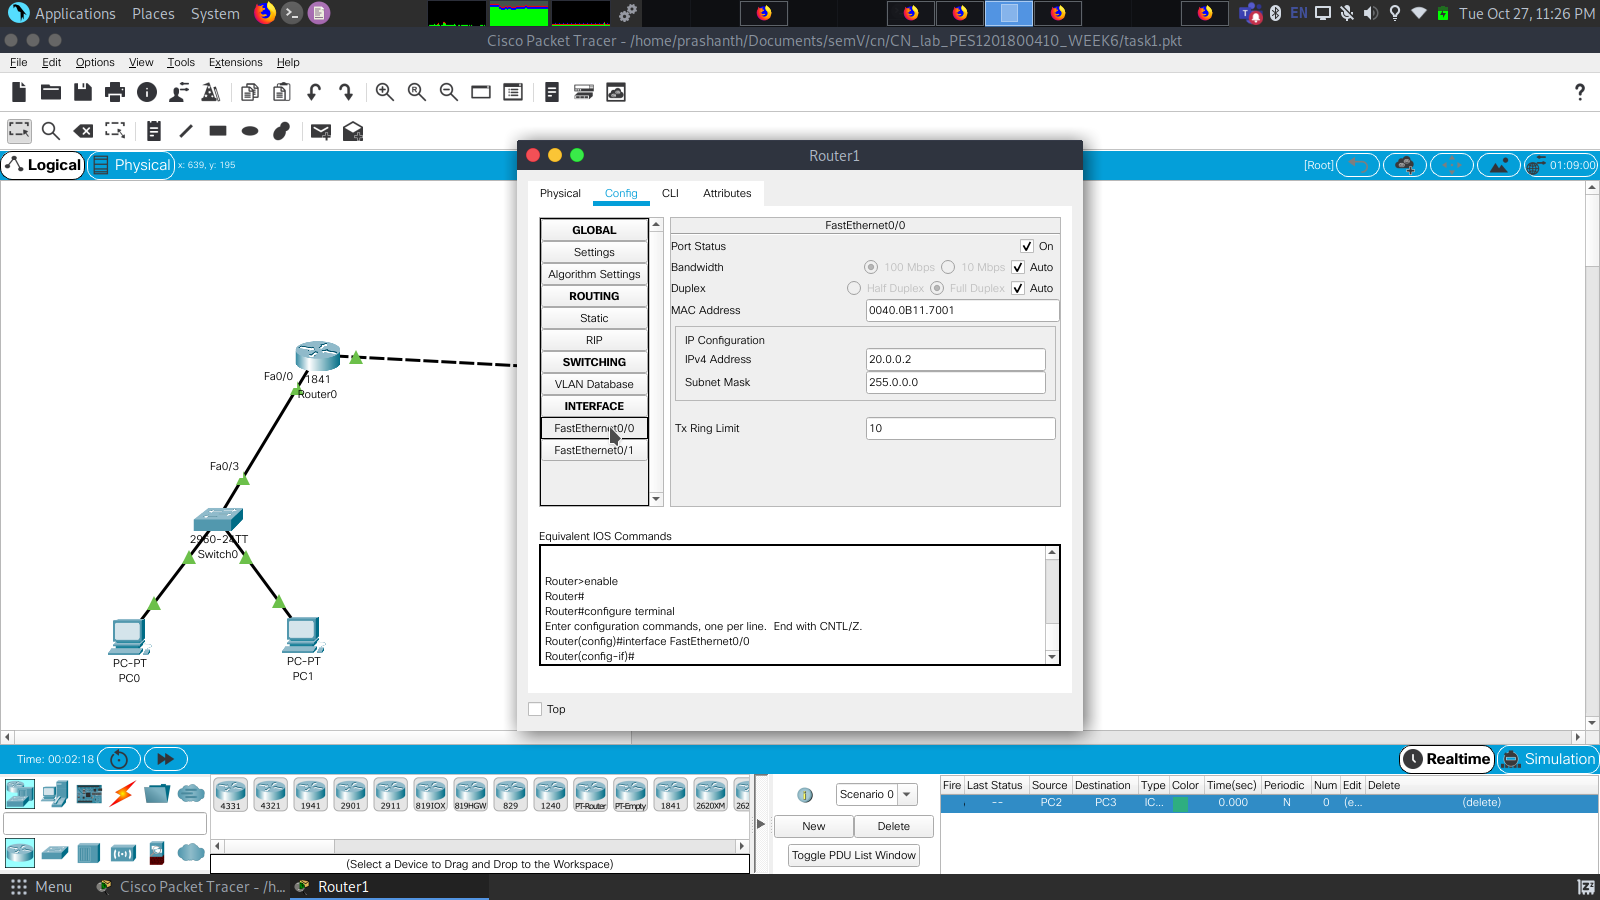 Applications Places System EN Tue Oct 27, 11:26 PM
Cisco Packet Tracer - /home/prashanth/Documents/semV/cn/CN_lab_PES1201800410_WEEK6/task1.pkt
File Edit Options View Tools Extensions Help
?
Logical Physical x: 639, y: 195 [Root] 01:09:00
Router1
Physical Config CLI Attributes
GLOBAL
Settings
Algorithm Settings
ROUTING
Static
RIP
SWITCHING
VLAN Database
INTERFACE
FastEthernet0/0
FastEthernet0/1
FastEthernet0/0
Port Status On
Bandwidth 100 Mbps 10 Mbps Auto
Duplex Half Duplex Full Duplex Auto
MAC Address 0040.0B11.7001
IP Configuration
IPv4 Address 20.0.0.2
Subnet Mask 255.0.0.0
Tx Ring Limit 10
Equivalent IOS Commands
Router>enable
Router#
Router#configure terminal
Enter configuration commands, one per line. End with CNTL/Z.
Router(config)#interface FastEthernet0/0
Router(config-if)#
Top
Fa0/0 1841
Router0
Fa0/3
2960-24TT
Switch0
PC-PT
PC0
PC-PT
PC1
Time: 00:02:18 Realtime Simulation
4331 4321 1941 2901 2911 819IOX 819HGW 829 1240 PT-Router PT-Empty 1841 2620XM 262
(Select a Device to Drag and Drop to the Workspace)
Scenario 0
New Delete
Toggle PDU List Window
Fire Last Status Source Destination Type Color Time(sec) Periodic Num Edit Delete
-- PC2 PC3 IC... 0.000 N 0 (e... (delete)
Menu Cisco Packet Tracer - /h... Router1